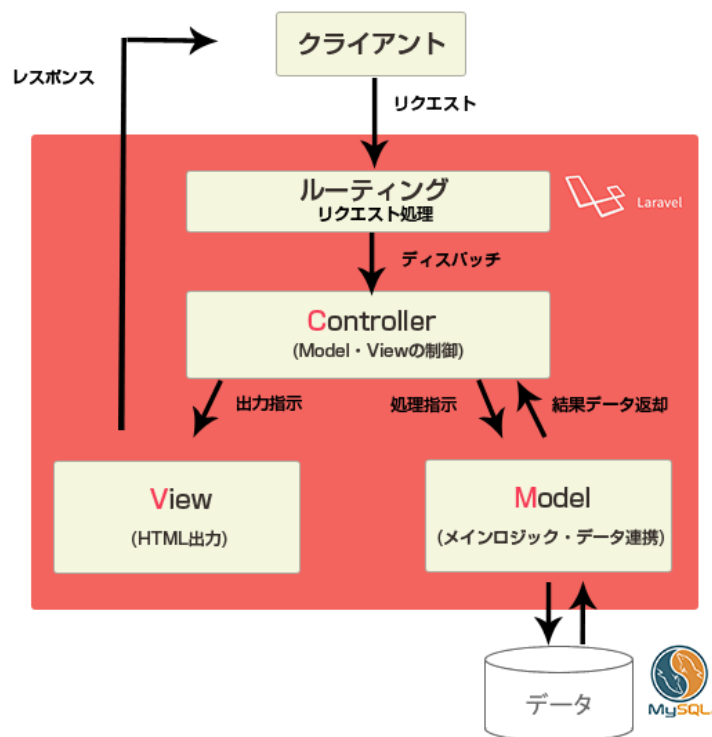 クライアント
レスポンス
リクエスト
ルーティング
リクエスト処理
Laravel
ディスパッチ
Controller
(Model・Viewの制御)
出力指示
処理指示
結果データ返却
View
(HTML出力)
Model
(メインロジック・データ連携)
データ
MySQL